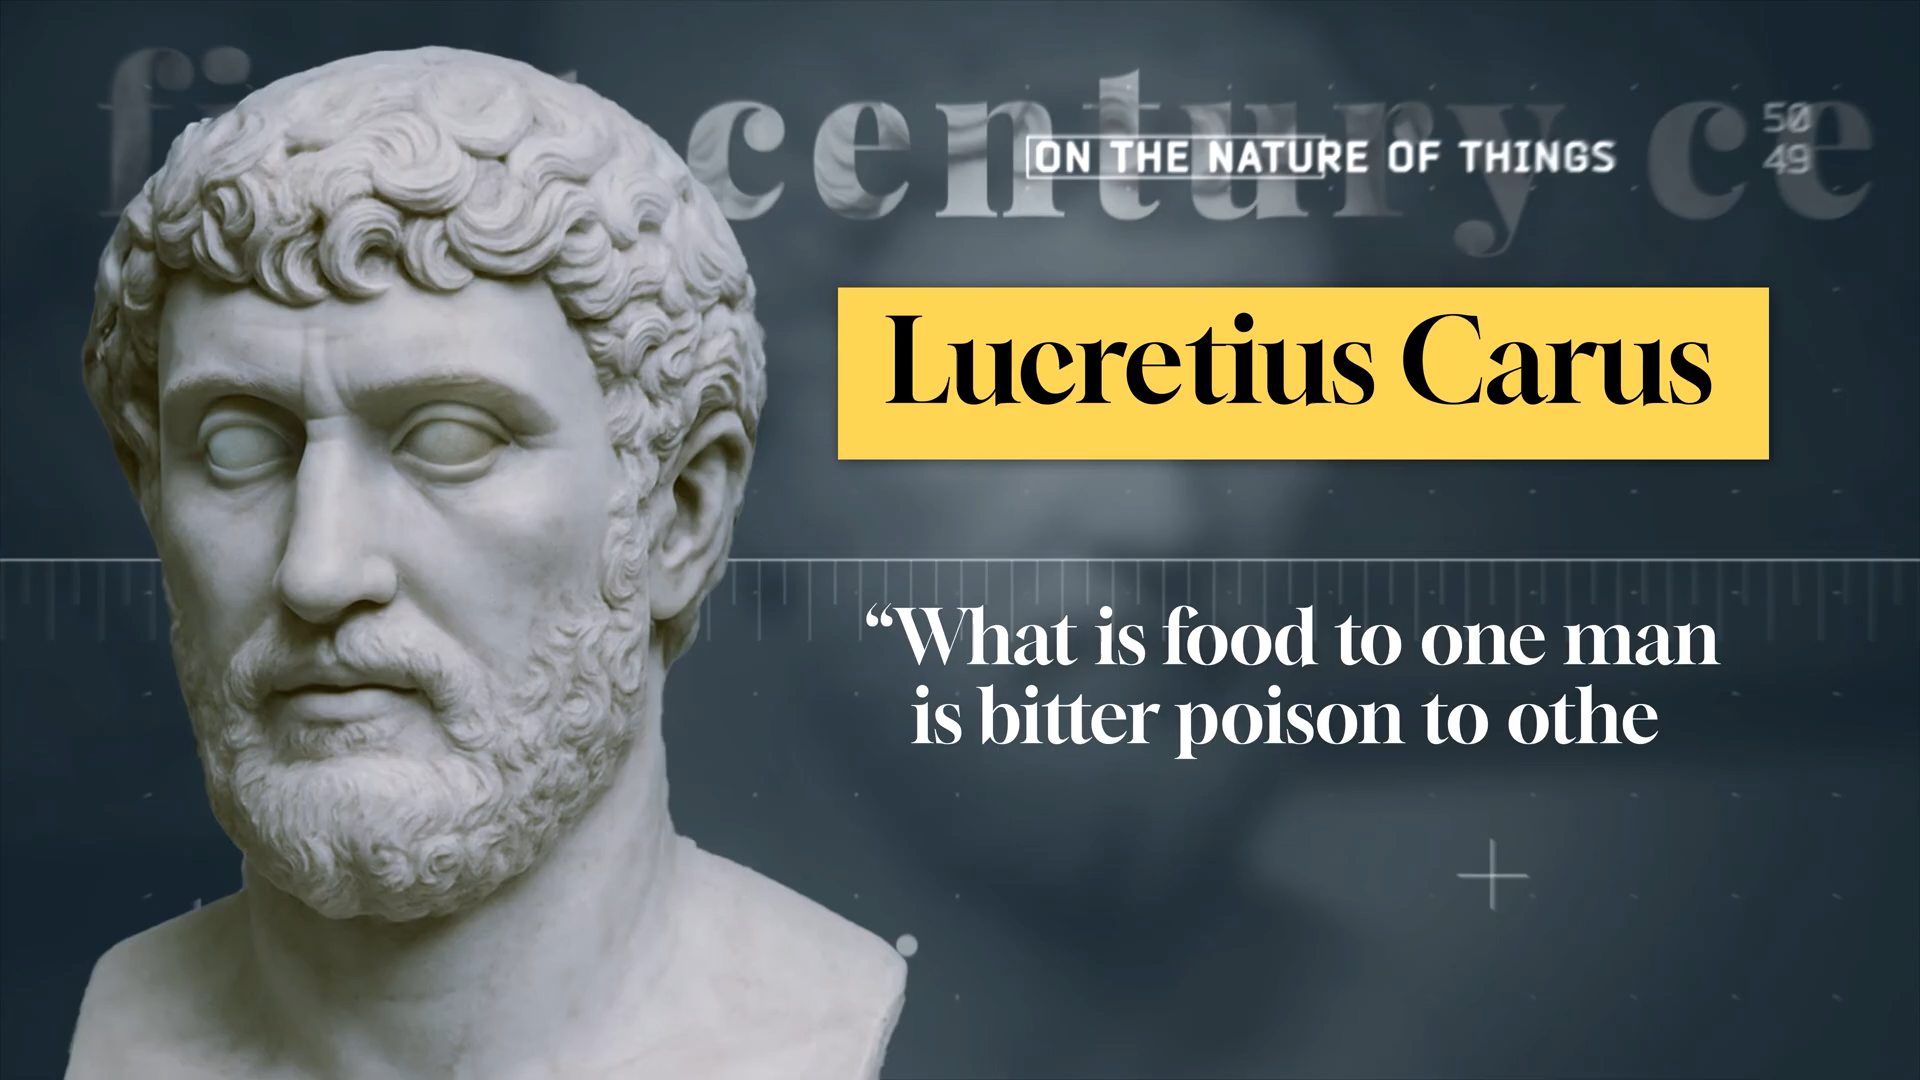 century ce
ON THE NATURE OF THINGS
50
49
Lucretius Carus
“What is food to one man
is bitter poison to othe